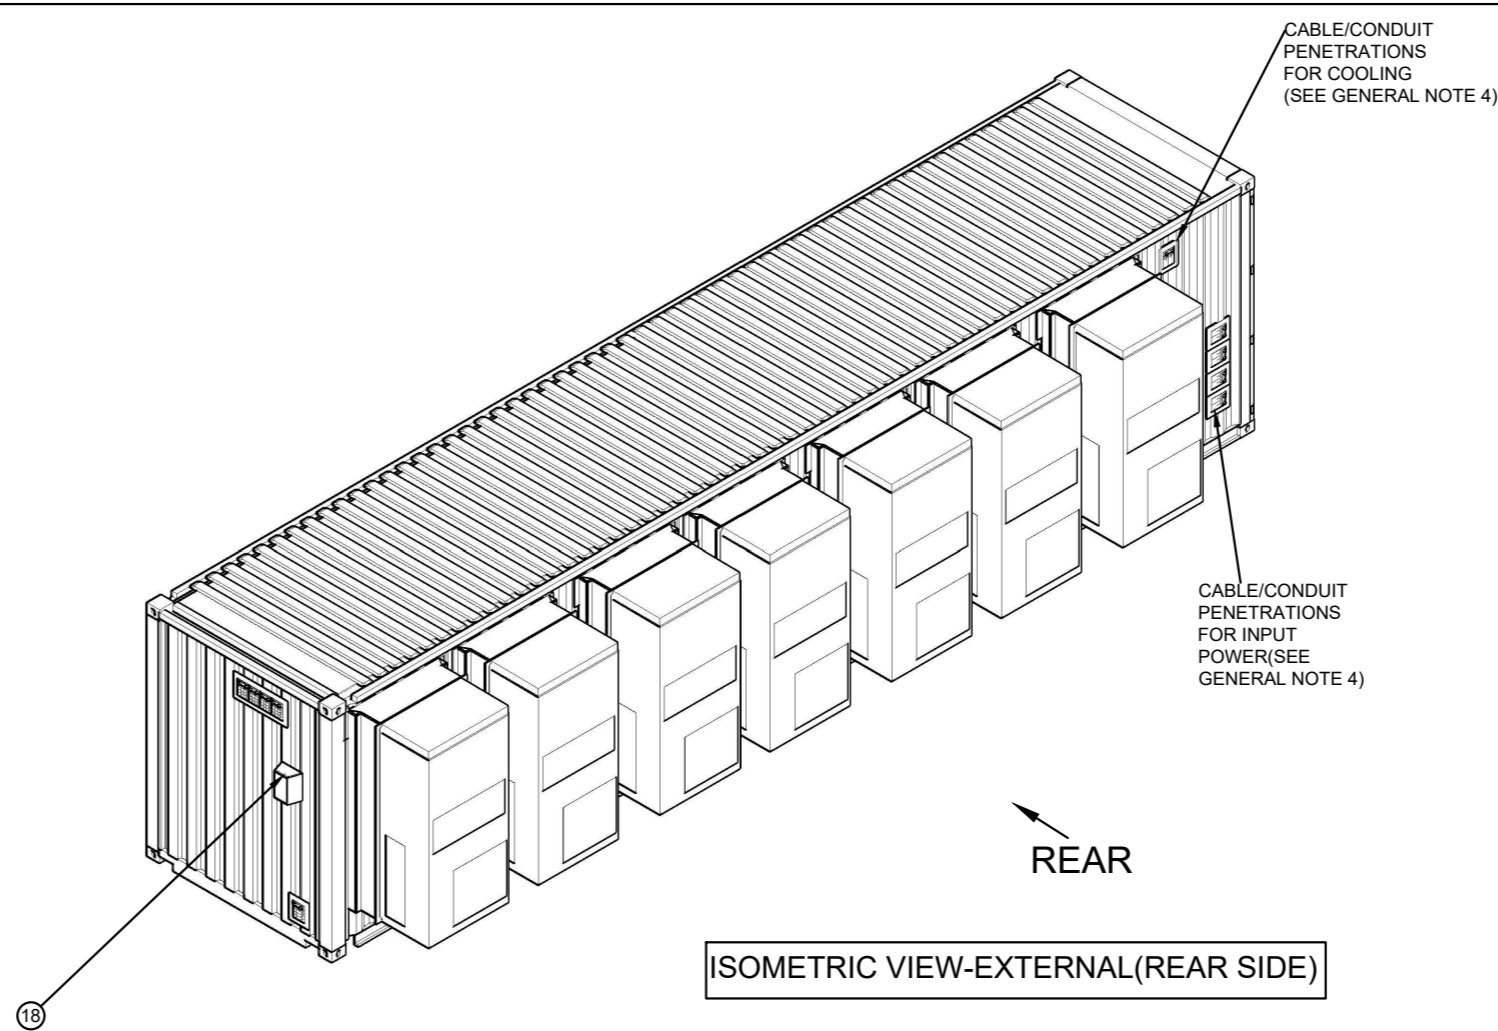 CABLE/CONDUIT
PENETRATIONS
FOR COOLING
(SEE GENERAL NOTE 4)
CABLE/CONDUIT
PENETRATIONS
FOR INPUT
POWER(SEE
GENERAL NOTE 4)
REAR
ISOMETRIC VIEW-EXTERNAL(REAR SIDE)
18